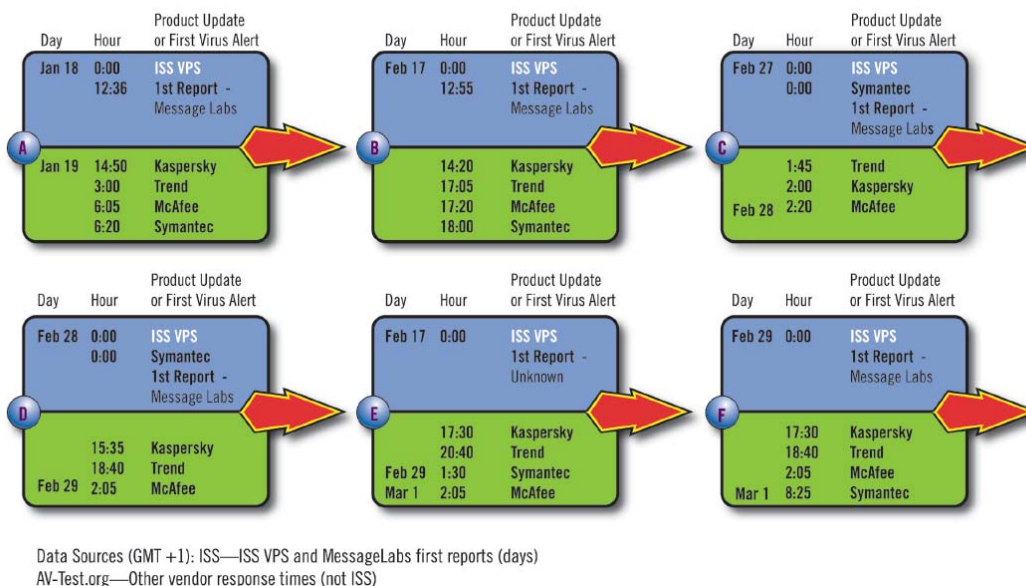 Day Hour Product Update
or First Virus Alert
Jan 18 0:00 ISS VPS
12:36 1st Report -
Message Labs
A
Jan 19 14:50 Kaspersky
3:00 Trend
6:05 McAfee
6:20 Symantec
Day Hour Product Update
or First Virus Alert
Feb 17 0:00 ISS VPS
12:55 1st Report -
Message Labs
B
14:20 Kaspersky
17:05 Trend
17:20 McAfee
18:00 Symantec
Day Hour Product Update
or First Virus Alert
Feb 27 0:00 ISS VPS
0:00 Symantec
1st Report -
Message Labs
C
1:45 Trend
2:00 Kaspersky
Feb 28 2:20 McAfee
Day Hour Product Update
or First Virus Alert
Feb 28 0:00 ISS VPS
0:00 Symantec
1st Report -
Message Labs
D
15:35 Kaspersky
18:40 Trend
Feb 29 2:05 McAfee
Day Hour Product Update
or First Virus Alert
Feb 17 0:00 ISS VPS
1st Report -
Unknown
E
17:30 Kaspersky
20:40 Trend
Feb 29 1:30 Symantec
Mar 1 2:05 McAfee
Day Hour Product Update
or First Virus Alert
Feb 29 0:00 ISS VPS
1st Report -
Message Labs
F
17:30 Kaspersky
18:40 Trend
2:05 McAfee
Mar 1 8:25 Symantec
Data Sources (GMT +1): ISS—ISS VPS and MessageLabs first reports (days)
AV-Test.org—Other vendor response times (not ISS)